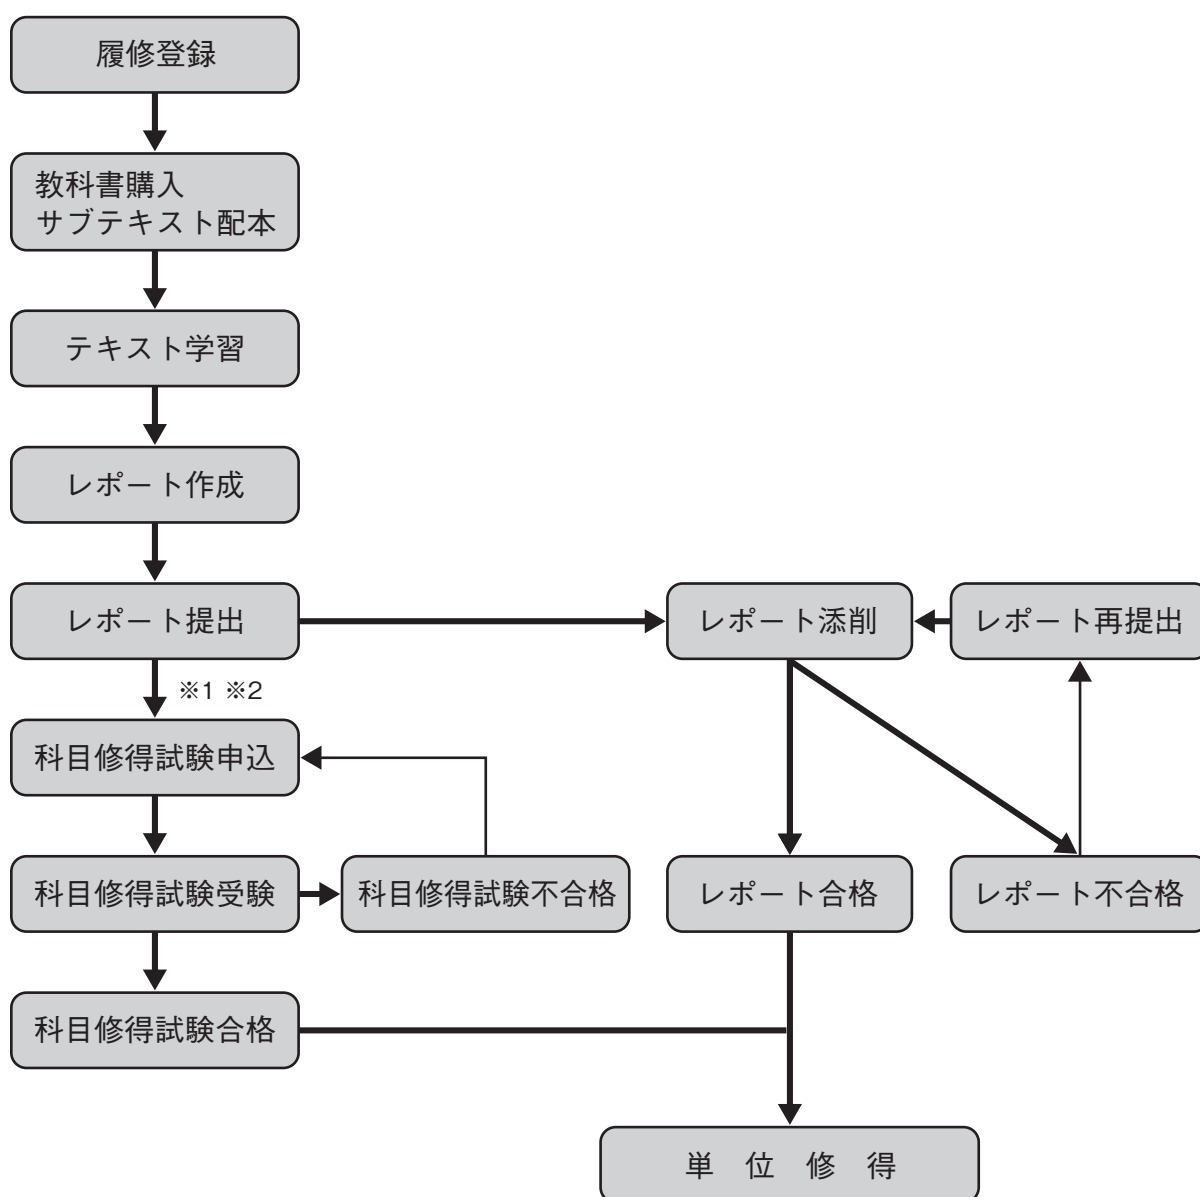 履修登録
教科書購入
サブテキスト配本
テキスト学習
レポート作成
レポート提出
レポート添削
レポート再提出
※1 ※2
科目修得試験申込
科目修得試験受験
科目修得試験不合格
レポート合格
レポート不合格
科目修得試験合格
単 位 修 得